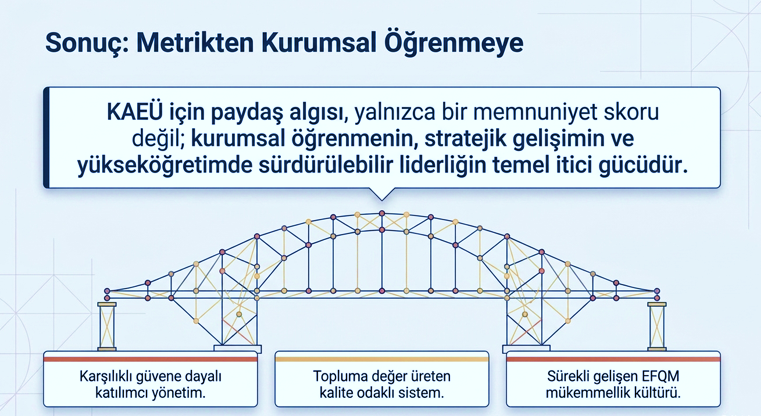 Sonuç: Metrikten Kurumsal Öğrenmeye
KAEÜ için paydaş algısı, yalnızca bir memnuniyet skoru
değil; kurumsal öğrenmenin, stratejik gelişimin ve
yükseköğretimde sürdürülebilir liderliğin temel itici gücüdür.
Karşılıklı güvene dayalı
katılımcı yönetim.
Topluma değer üreten
kalite odaklı sistem.
Sürekli gelişen EFQM
mükemmellik kültürü.